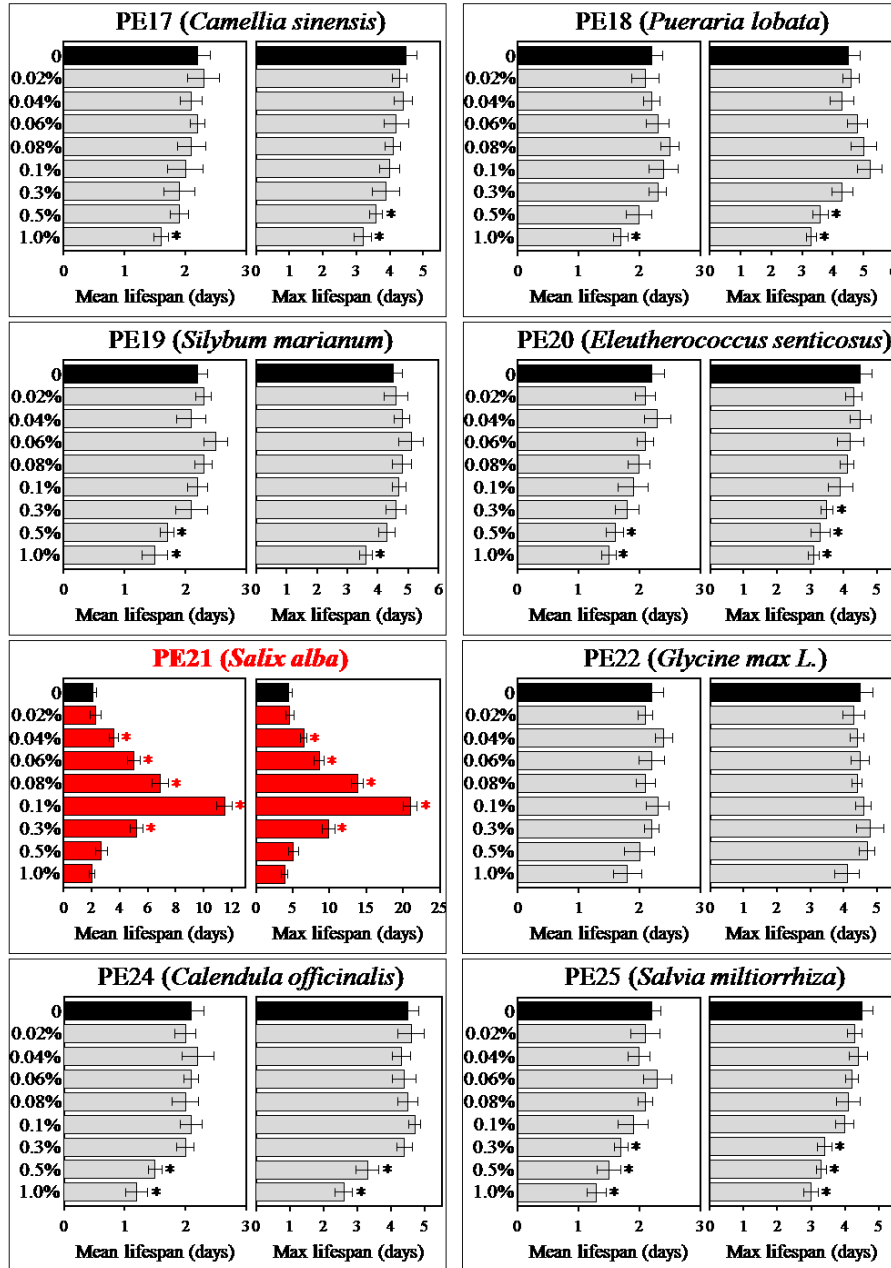 PE17 (Camellia sinensis)
0
0.02%
0.04%
0.06%
0.08%
0.1%
0.3%
0.5% *
1.0% * *
0 1 2 3 0 1 2 3 4 5
Mean lifespan (days) Max lifespan (days)
PE18 (Pueraria lobata)
0
0.02%
0.04%
0.06%
0.08%
0.1%
0.3%
0.5% *
1.0% * *
0 1 2 3 0 1 2 3 4 5 6
Mean lifespan (days) Max lifespan (days)
PE19 (Silybum marianum)
0
0.02%
0.04%
0.06%
0.08%
0.1%
0.3%
0.5% *
1.0% * *
0 1 2 3 0 1 2 3 4 5 6
Mean lifespan (days) Max lifespan (days)
PE20 (Eleutherococcus senticosus)
0
0.02%
0.04%
0.06%
0.08%
0.1%
0.3% *
0.5% * *
1.0% * *
0 1 2 3 0 1 2 3 4 5
Mean lifespan (days) Max lifespan (days)
PE21 (Salix alba)
0
0.02%
0.04% * *
0.06% * *
0.08% * *
0.1% * *
0.3% * *
0.5%
1.0%
0 2 4 6 8 10 12 0 5 10 15 20 25
Mean lifespan (days) Max lifespan (days)
PE22 (Glycine max L.)
0
0.02%
0.04%
0.06%
0.08%
0.1%
0.3%
0.5%
1.0%
0 1 2 3 0 1 2 3 4 5
Mean lifespan (days) Max lifespan (days)
PE24 (Calendula officinalis)
0
0.02%
0.04%
0.06%
0.08%
0.1%
0.3%
0.5% * *
1.0% * *
0 1 2 3 0 1 2 3 4 5
Mean lifespan (days) Max lifespan (days)
PE25 (Salvia miltiorrhiza)
0
0.02%
0.04%
0.06%
0.08%
0.1%
0.3% * *
0.5% * *
1.0% * *
0 1 2 3 0 1 2 3 4 5
Mean lifespan (days) Max lifespan (days)